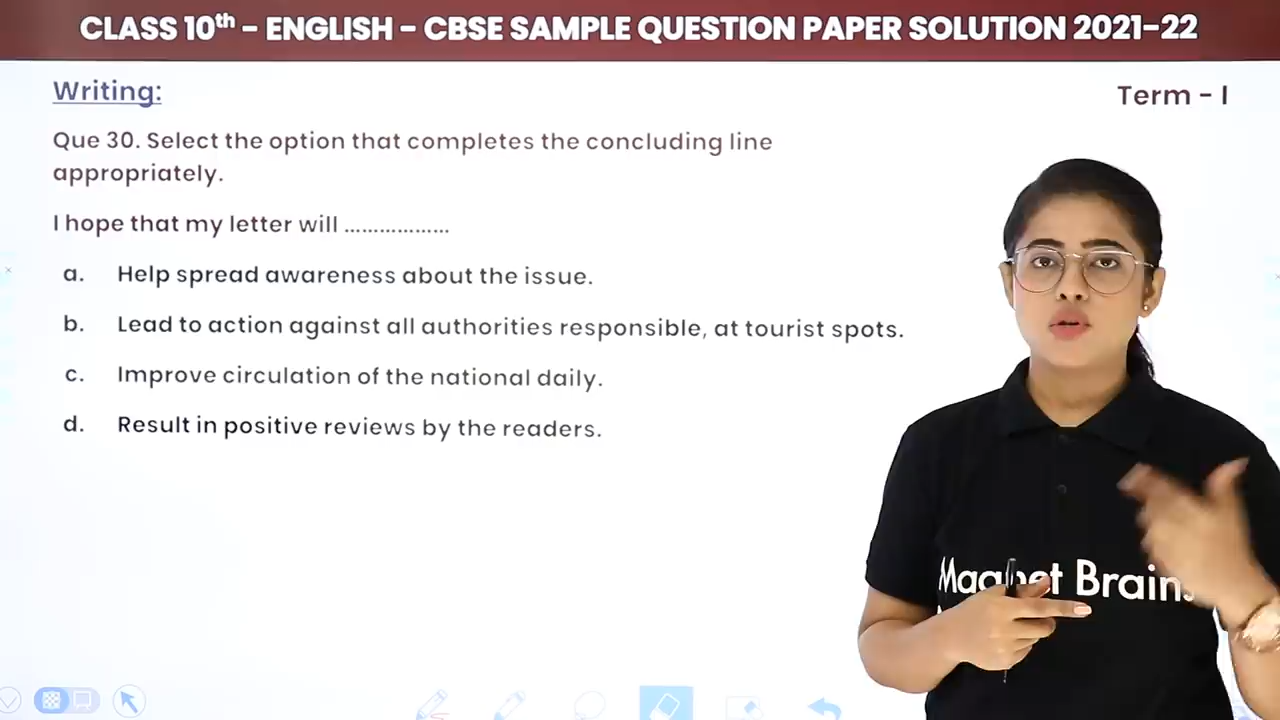 CLASS 10th - ENGLISH - CBSE SAMPLE QUESTION PAPER SOLUTION 2021-22
Writing:
Term - I
Que 30. Select the option that completes the concluding line
appropriately.
I hope that my letter will ..................
a. Help spread awareness about the issue.
b. Lead to action against all authorities responsible, at tourist spots.
c. Improve circulation of the national daily.
d. Result in positive reviews by the readers.
Magnet Brains